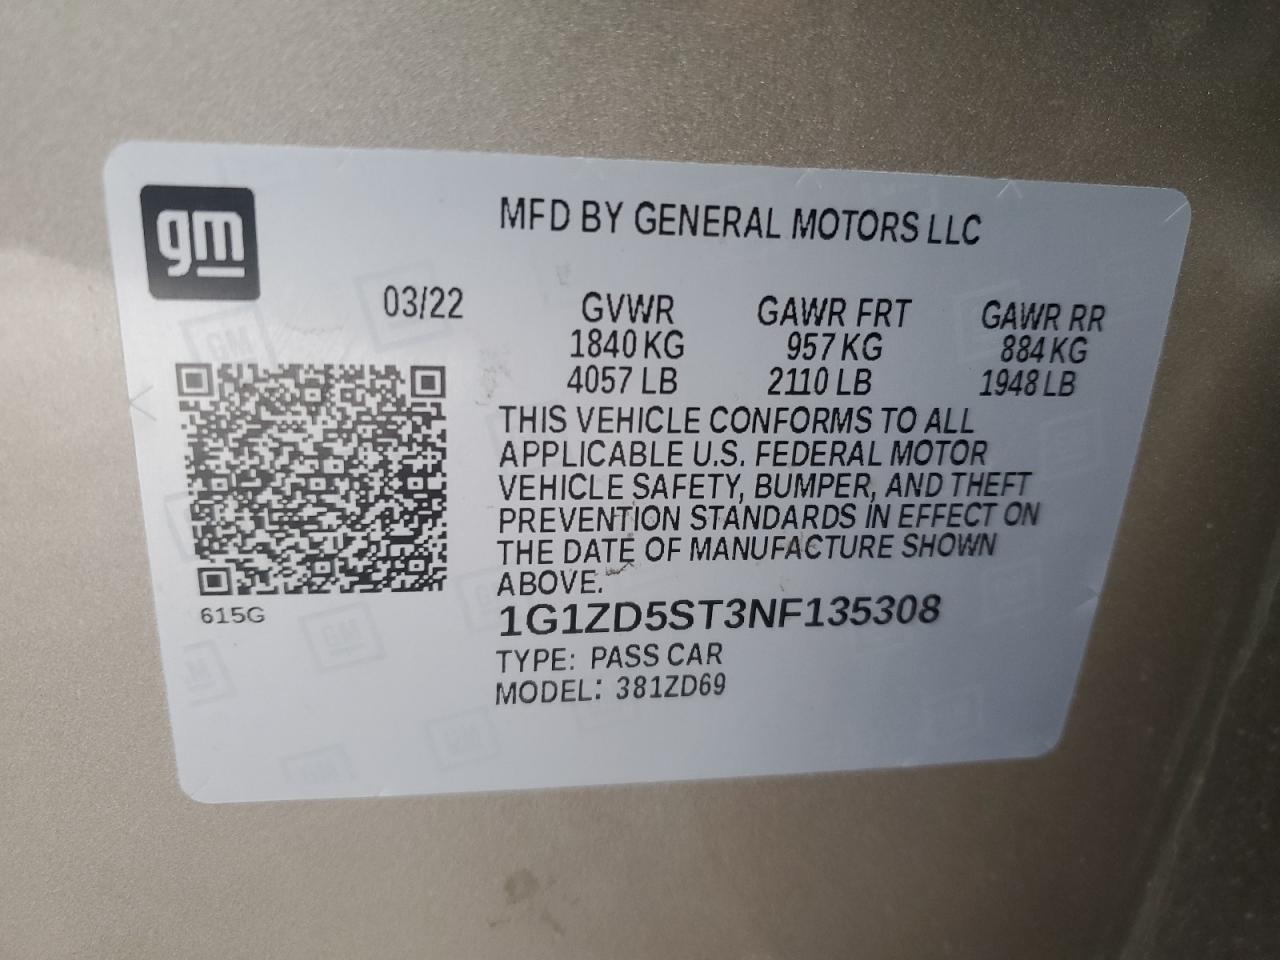 gm
MFD BY GENERAL MOTORS LLC
03/22
GVWR GAWR FRT GAWR RR
1840 KG 957 KG 884 KG
4057 LB 2110 LB 1948 LB
THIS VEHICLE CONFORMS TO ALL
APPLICABLE U.S. FEDERAL MOTOR
VEHICLE SAFETY, BUMPER, AND THEFT
PREVENTION STANDARDS IN EFFECT ON
THE DATE OF MANUFACTURE SHOWN
ABOVE.
615G
1G1ZD5ST3NF135308
TYPE: PASS CAR
MODEL: 381ZD69